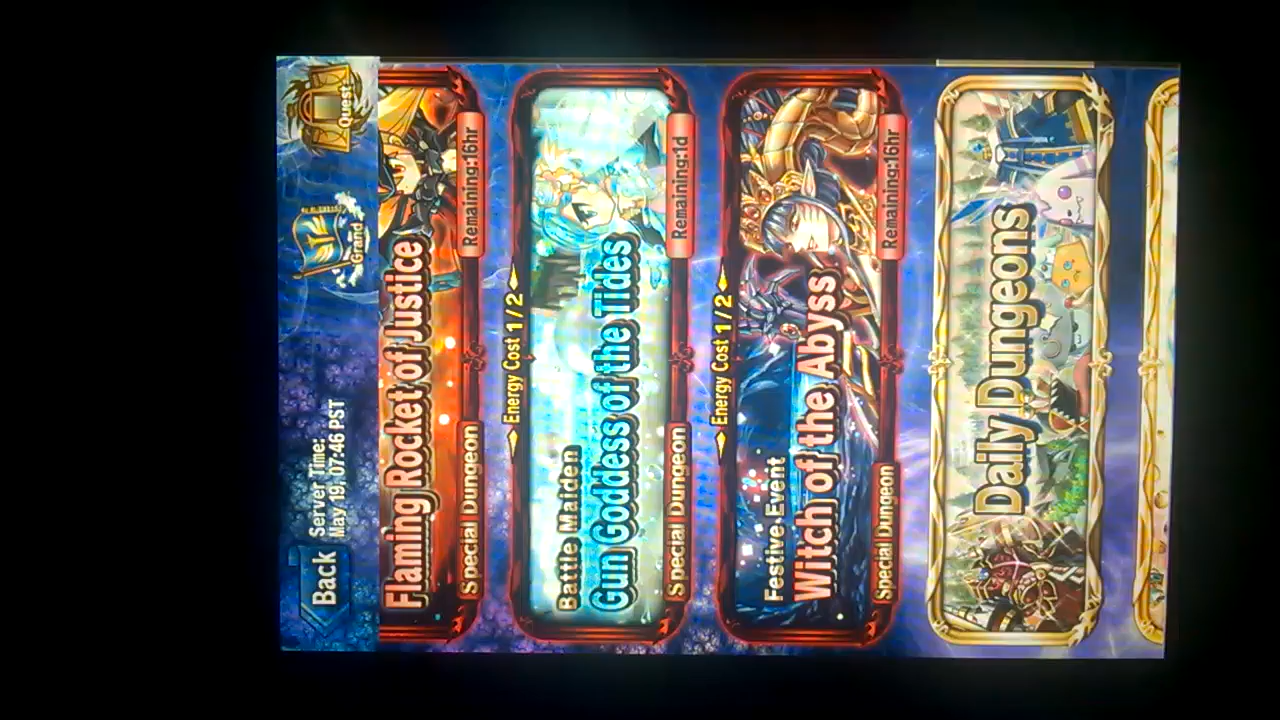 Back
Server Time:
May 19, 07:46 PST
Grand
Quest
Flaming Rocket of Justice
Special Dungeon
Remaining:16hr
Energy Cost 1/2
Battle Maiden
Gun Goddess of the Tides
Special Dungeon
Remaining:1d
Energy Cost 1/2
Festive Event
Witch of the Abyss
Special Dungeon
Remaining:16hr
Daily Dungeons